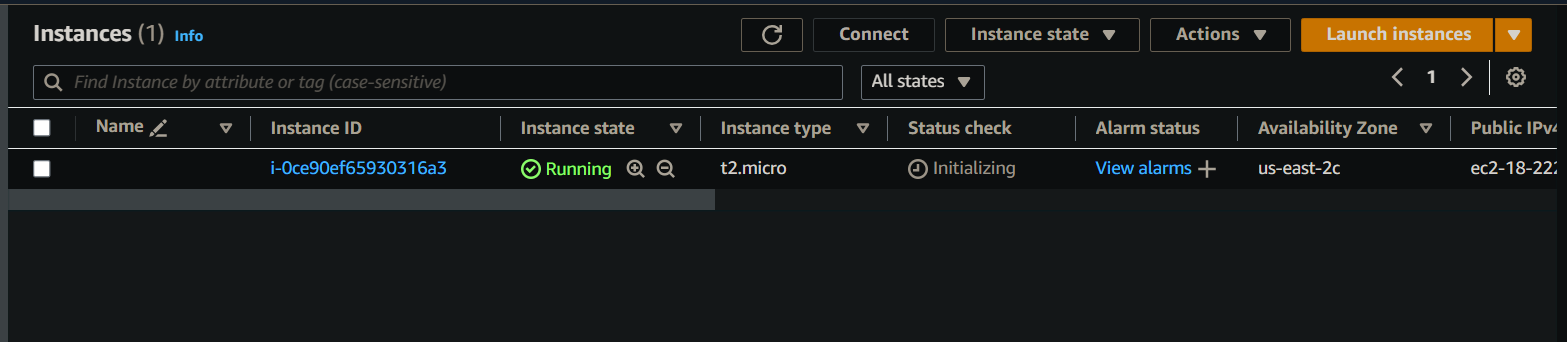 Instances (1) Info
Connect Instance state Actions Launch instances
Find Instance by attribute or tag (case-sensitive) All states 1
Name Instance ID Instance state Instance type Status check Alarm status Availability Zone Public IPv4
i-0ce90ef65930316a3 Running t2.micro Initializing View alarms us-east-2c ec2-18-222